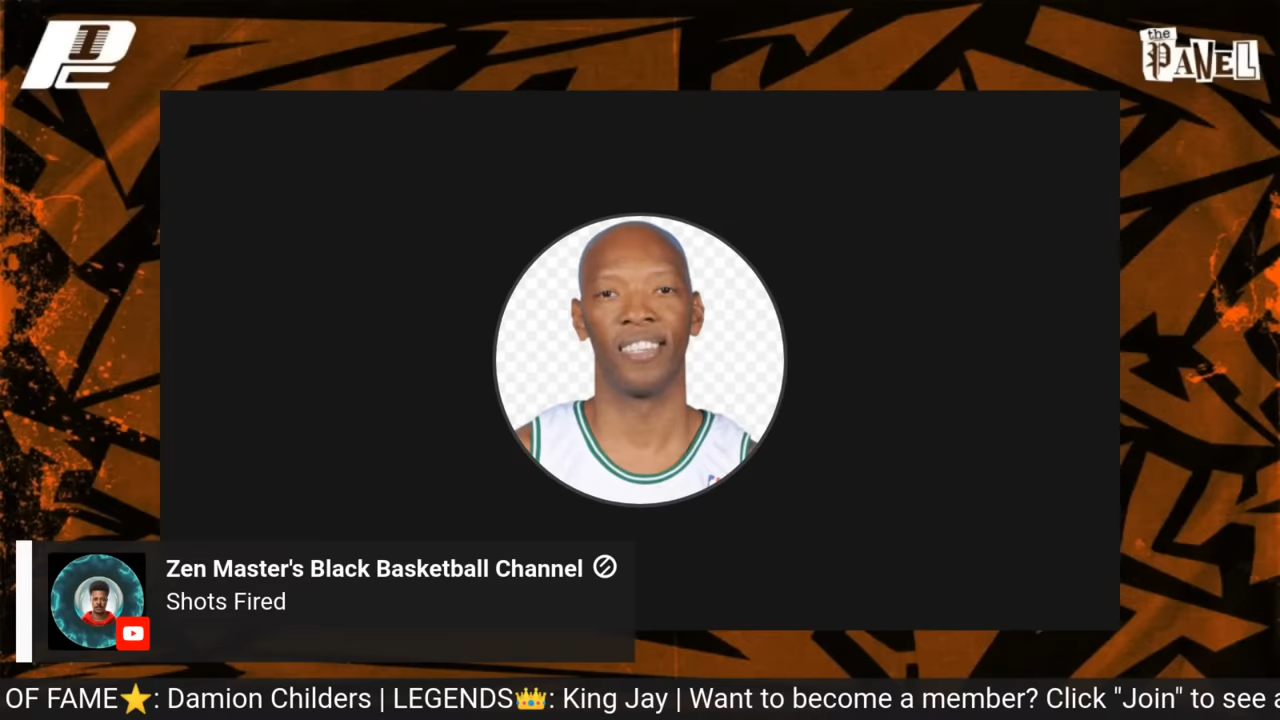 the
PANEL
Zen Master's Black Basketball Channel
Shots Fired
OF FAME⭐: Damion Childers | LEGENDS👑: King Jay | Want to become a member? Click "Join" to see